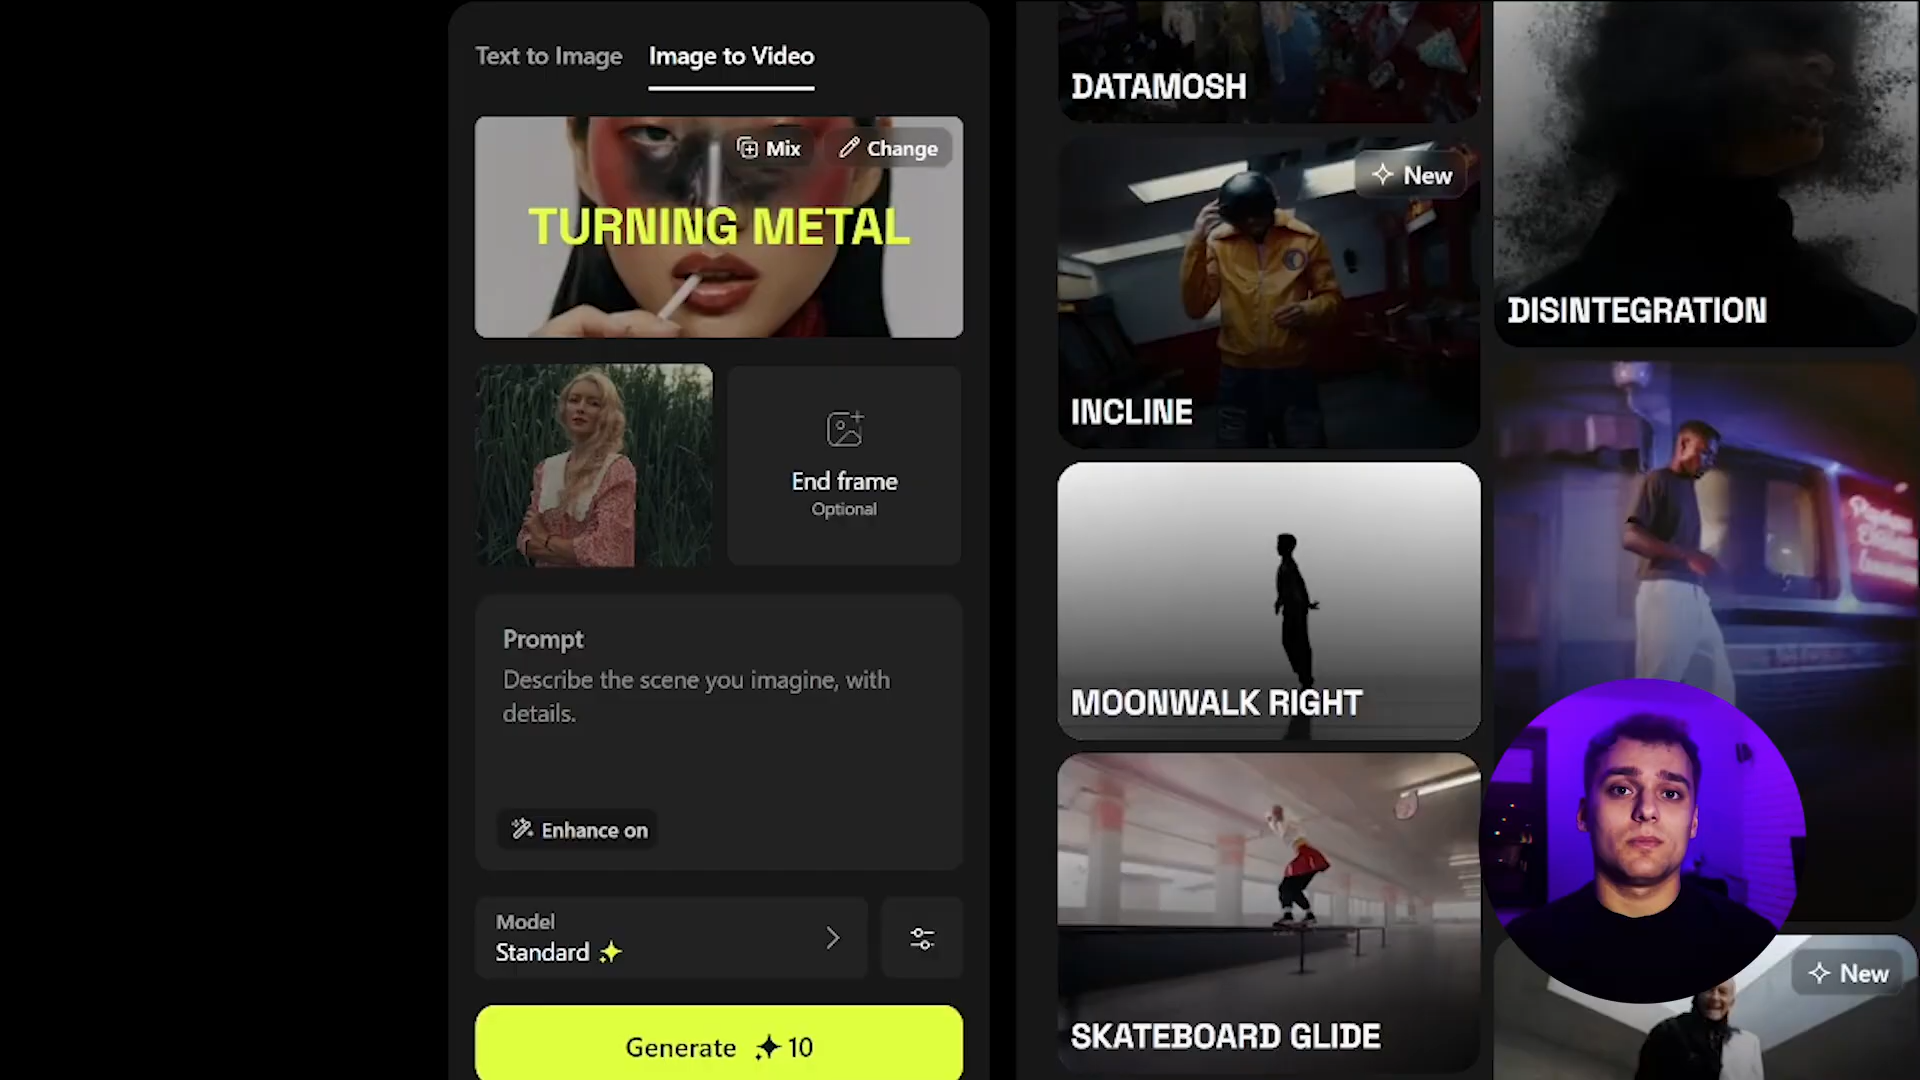 Text to Image
Image to Video
Mix
Change
TURNING METAL
End frame
Optional
Prompt
Describe the scene you imagine, with
details.
Enhance on
Model
Standard
Generate 10
DATAMOSH
New
INCLINE
MOONWALK RIGHT
SKATEBOARD GLIDE
DISINTEGRATION
New